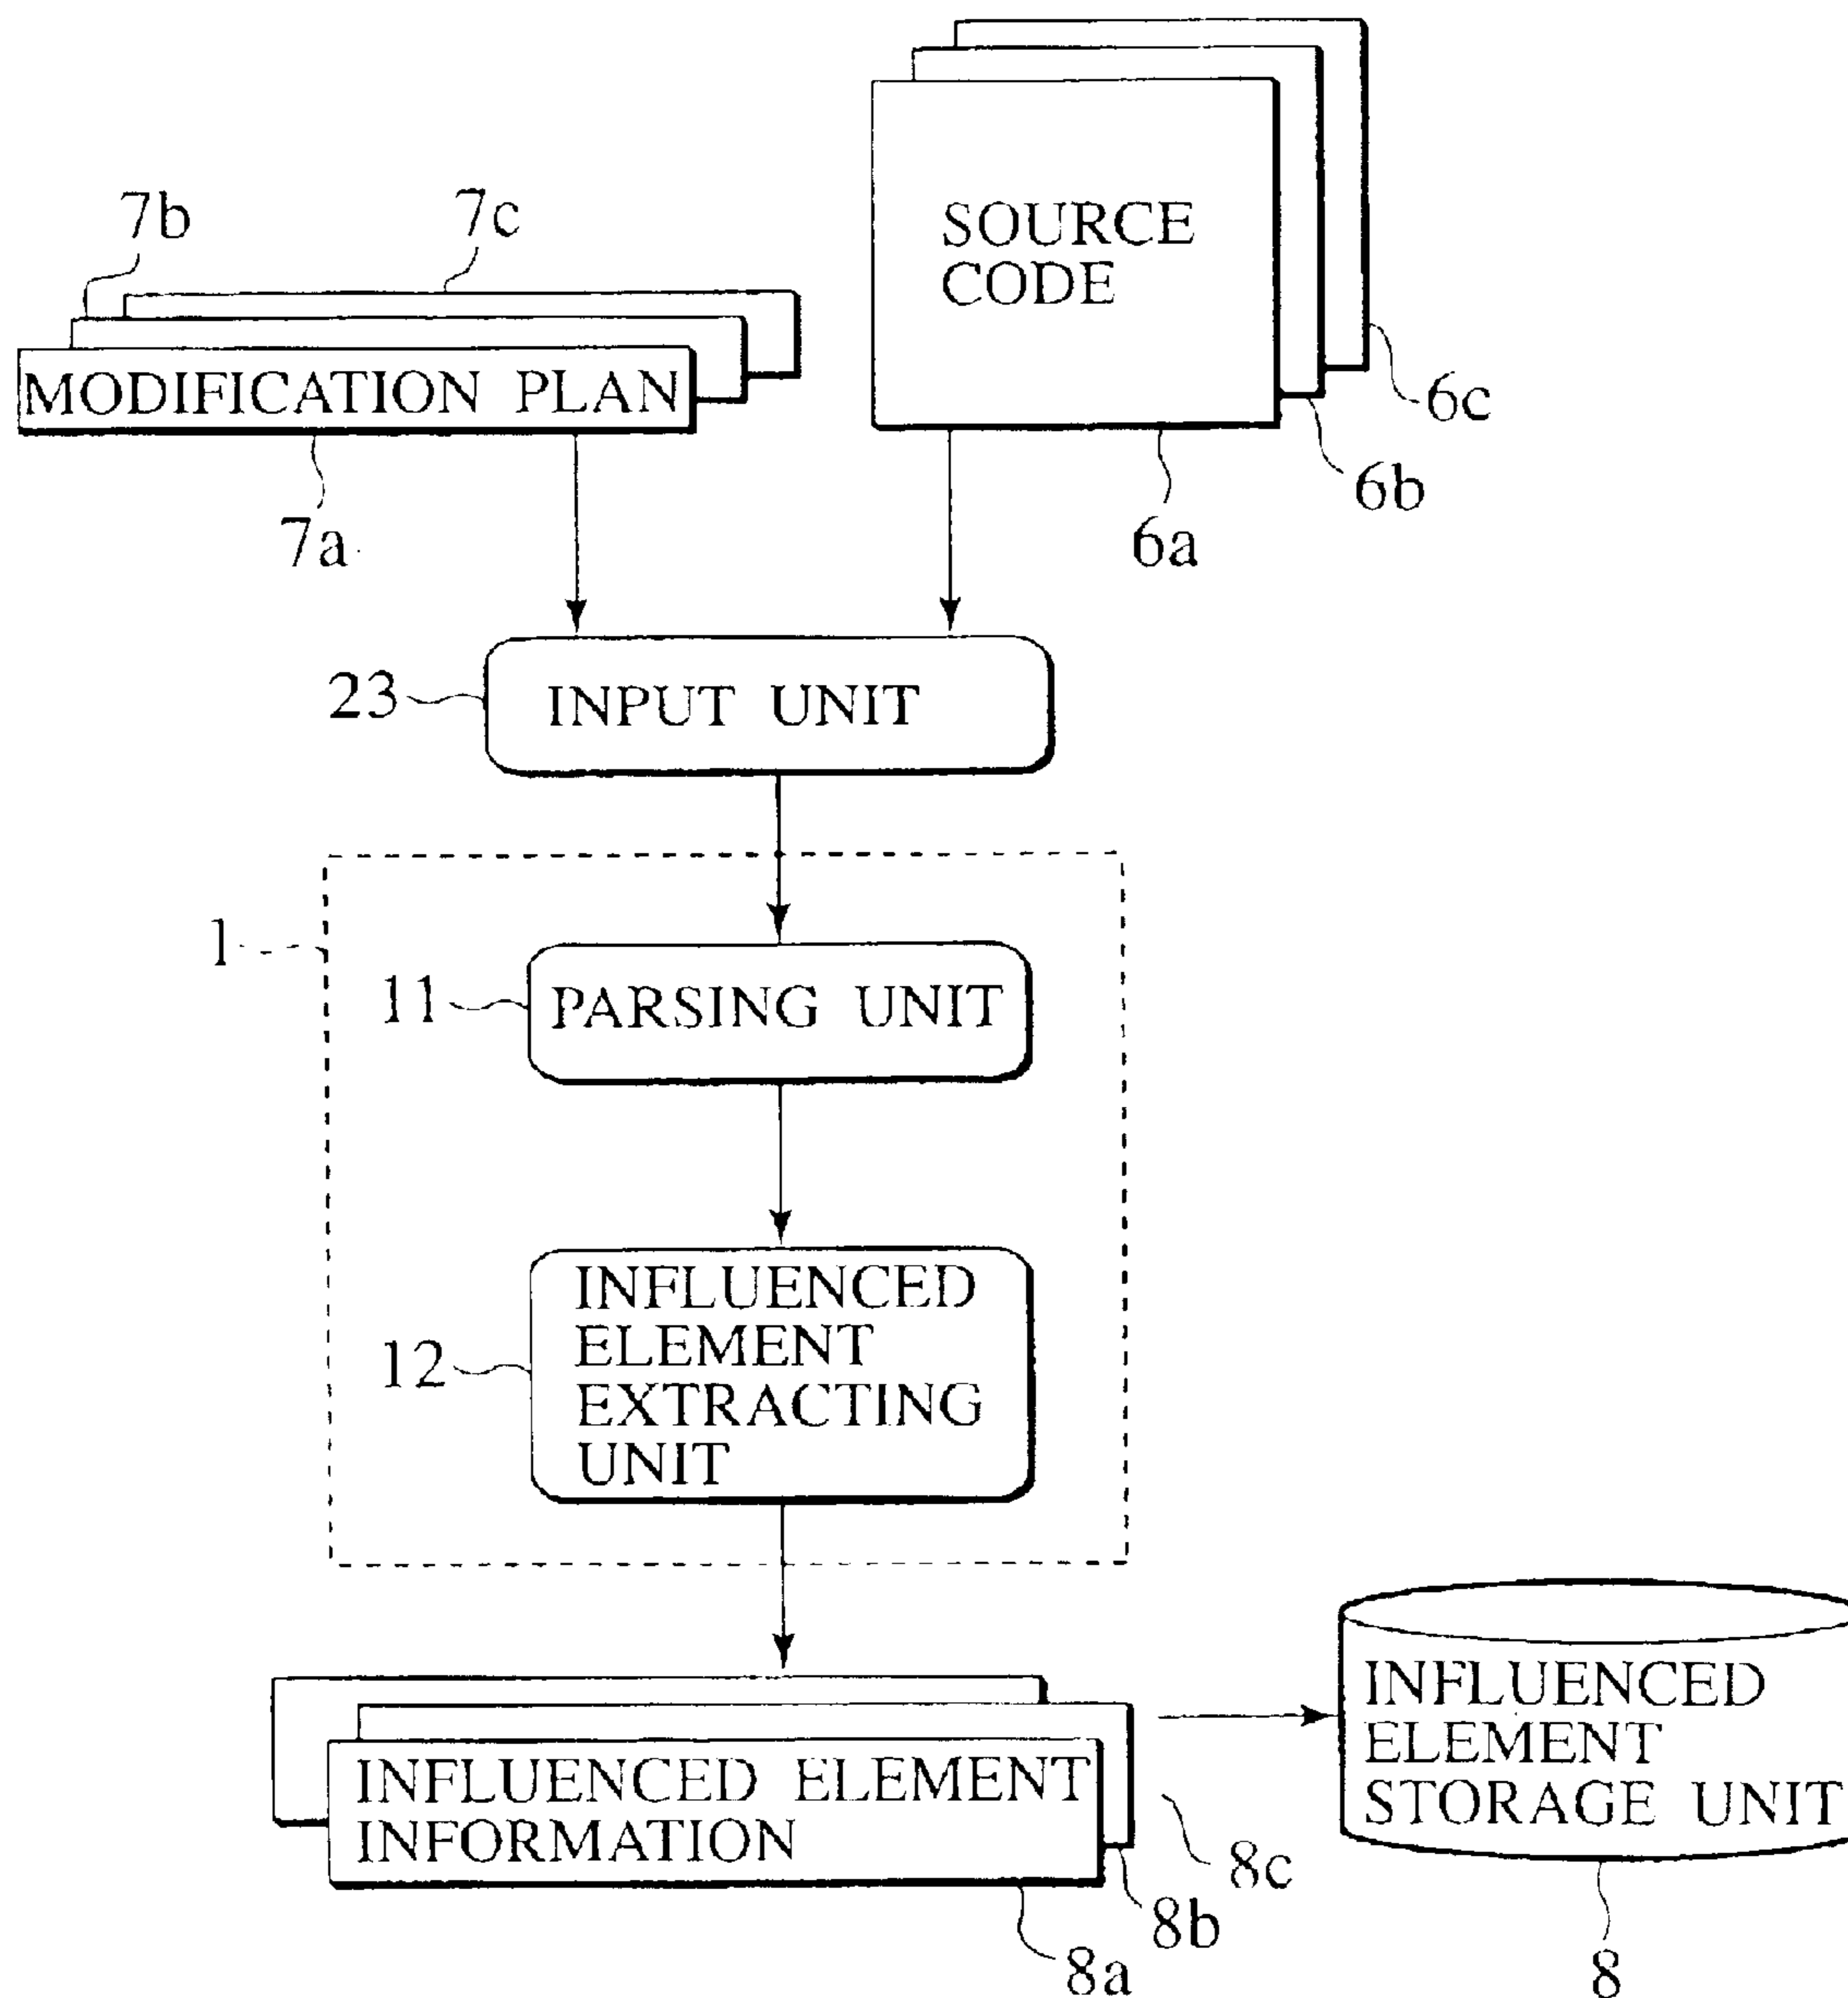 7b
7c
SOURCE
CODE
MODIFICATION PLAN
6c
6b
7a
6a
23
INPUT UNIT
1
11
PARSING UNIT
12
INFLUENCED
ELEMENT
EXTRACTING
UNIT
INFLUENCED
ELEMENT
STORAGE UNIT
INFLUENCED ELEMENT
INFORMATION
8c
8b
8a
8